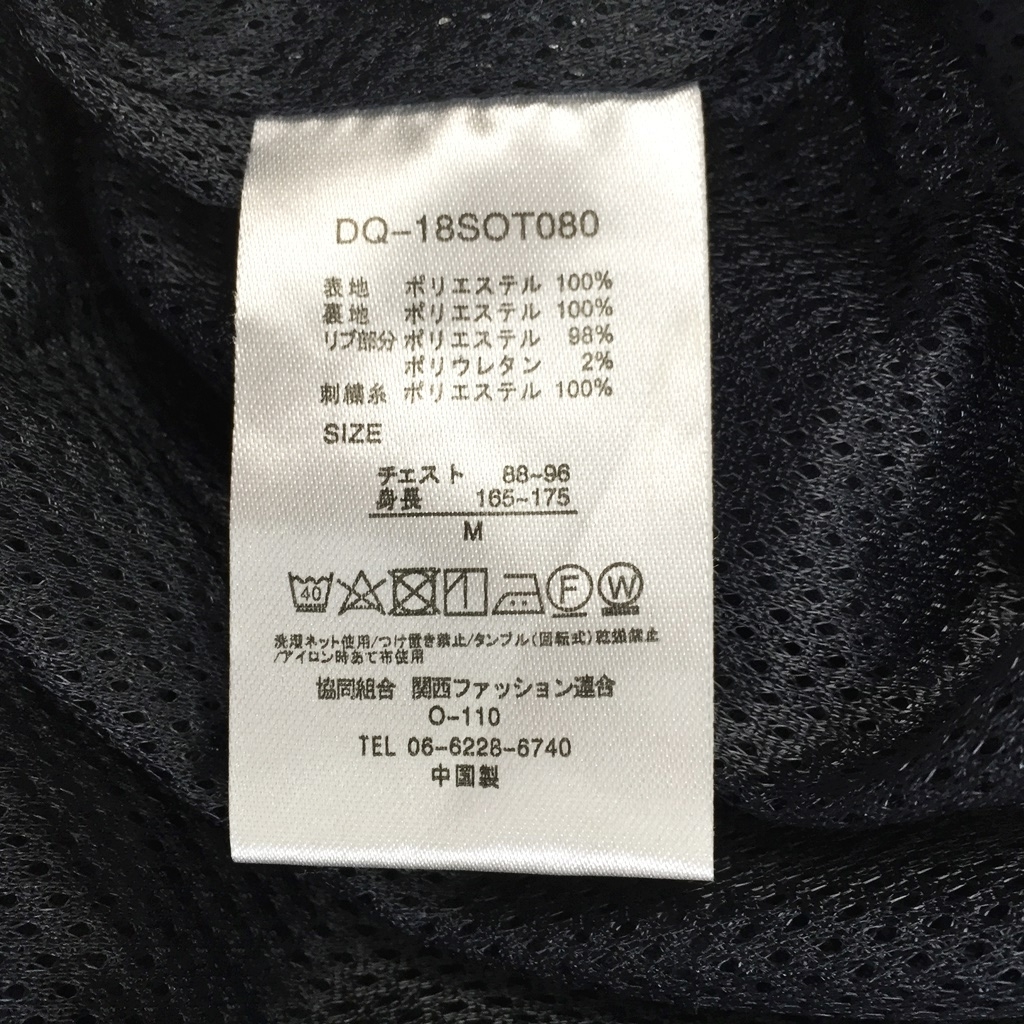 DQ-18SOT080
表地 ポリエステル 100%
裏地 ポリエステル 100%
リブ部分 ポリエステル 98%
ポリウレタン 2%
刺繍糸 ポリエステル 100%
SIZE
チェスト 88~96
身長 165~175
M
40 F W
洗濯ネット使用/つけ置き禁止/タンブル(回転式)乾燥禁止
/アイロン時あて布使用
協同組合 関西ファッション連合
O-110
TEL 06-6228-6740
中国製